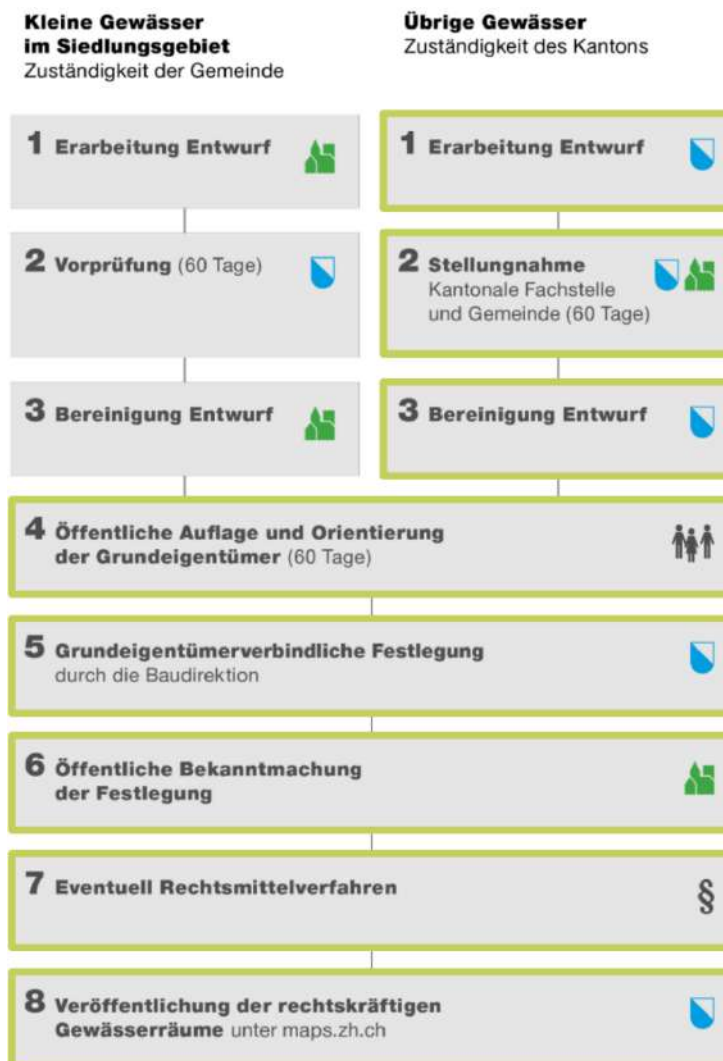 Kleine Gewässer
im Siedlungsgebiet
Zuständigkeit der Gemeinde
Übrige Gewässer
Zuständigkeit des Kantons
1 Erarbeitung Entwurf
1 Erarbeitung Entwurf
2 Vorprüfung (60 Tage)
2 Stellungnahme
Kantonale Fachstelle
und Gemeinde (60 Tage)
3 Bereinigung Entwurf
3 Bereinigung Entwurf
4 Öffentliche Auflage und Orientierung
der Grundeigentümer (60 Tage)
5 Grundeigentümerverbindliche Festlegung
durch die Baudirektion
6 Öffentliche Bekanntmachung
der Festlegung
7 Eventuell Rechtsmittelverfahren
§
8 Veröffentlichung der rechtskräftigen
Gewässerräume unter maps.zh.ch